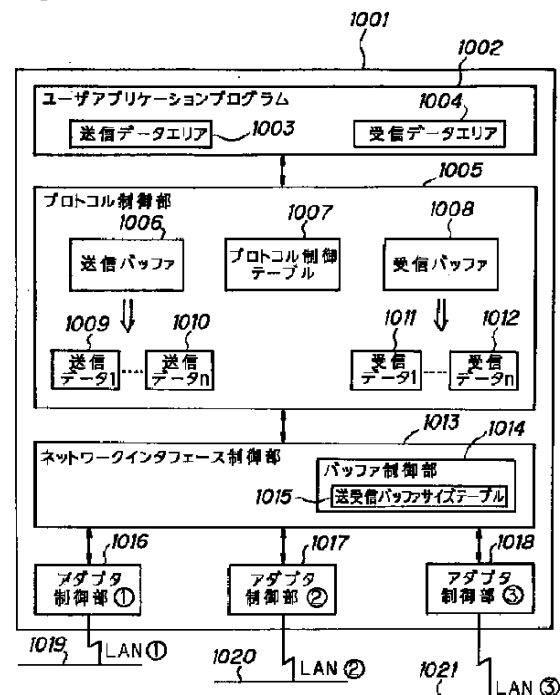 1001
1002
ユーザアプリケーションプログラム
1004
送信データエリア
1003
受信データエリア
1005
プロトコル制御部
1006
1007
1008
送信バッファ
プロトコル制御
テーブル
受信バッファ
1009
1010
1011
1012
送信
データ1
送信
データn
受信
データ1
受信
データn
1013
1014
ネットワークインタフェース制御部
バッファ制御部
1015
送受信バッファサイズテーブル
1016
1017
1018
アダプタ
制御部①
アダプタ
制御部②
アダプタ
制御部③
1019
LAN①
1020
LAN②
1021
LAN③